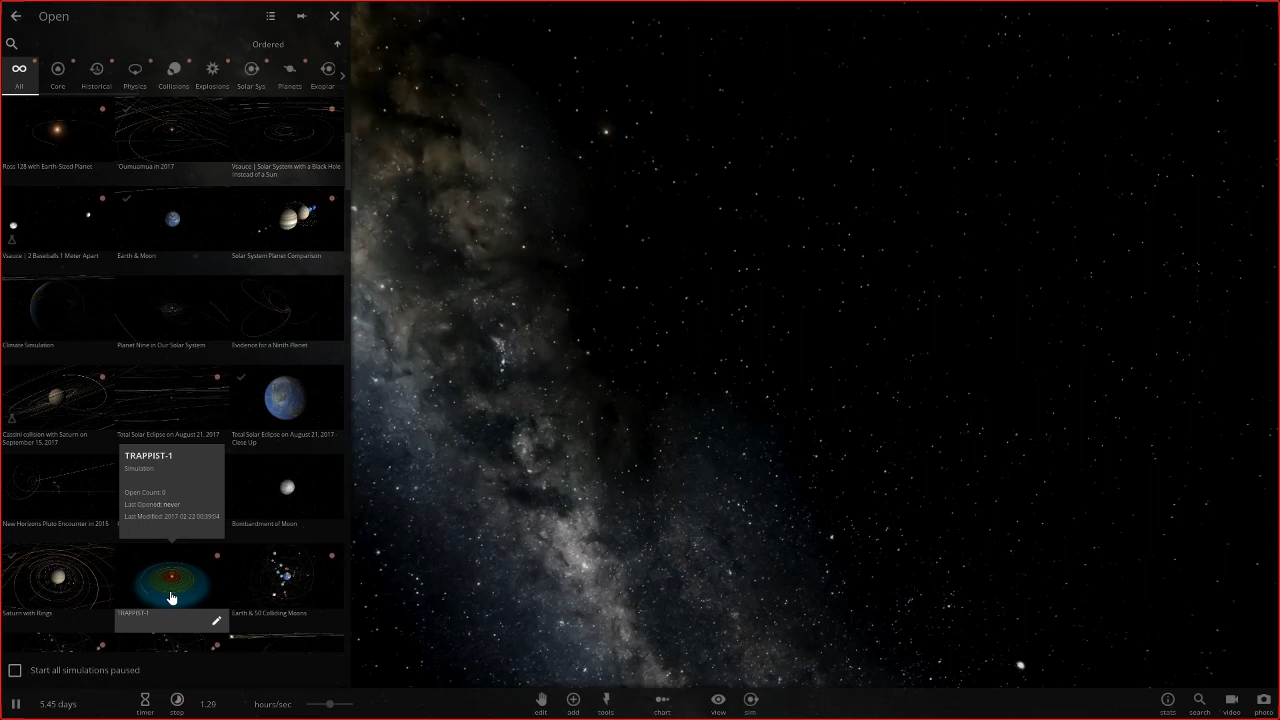 Open
Ordered
All
Core
Historical
Physics
Collisions
Explosions
Solar Sys
Planets
Exoplar
Ross 128 with Earth-Sized Planet
'Oumuamua in 2017
Vsauce | Solar System with a Black Hole
Instead of a Sun
Vsauce | 2 Baseballs 1 Meter Apart
Earth & Moon
Solar System Planet Comparison
Climate Simulation
Planet Nine in Our Solar System
Evidence for a Ninth Planet
Cassini collision with Saturn on
September 15, 2017
Total Solar Eclipse on August 21, 2017
Total Solar Eclipse on August 21, 2017 -
Close Up
TRAPPIST-1
Simulation
Open Count: 0
Last Opened: never
Last Modified: 2017-02-22 00:39:04
New Horizons Pluto Encounter in 2015
Bombardment of Moon
Saturn with Rings
TRAPPIST-1
Earth & 50 Colliding Moons
Start all simulations paused
5.45 days
timer
step
1.29
hours/sec
edit
add
tools
chart
view
sim
stats
search
video
photo